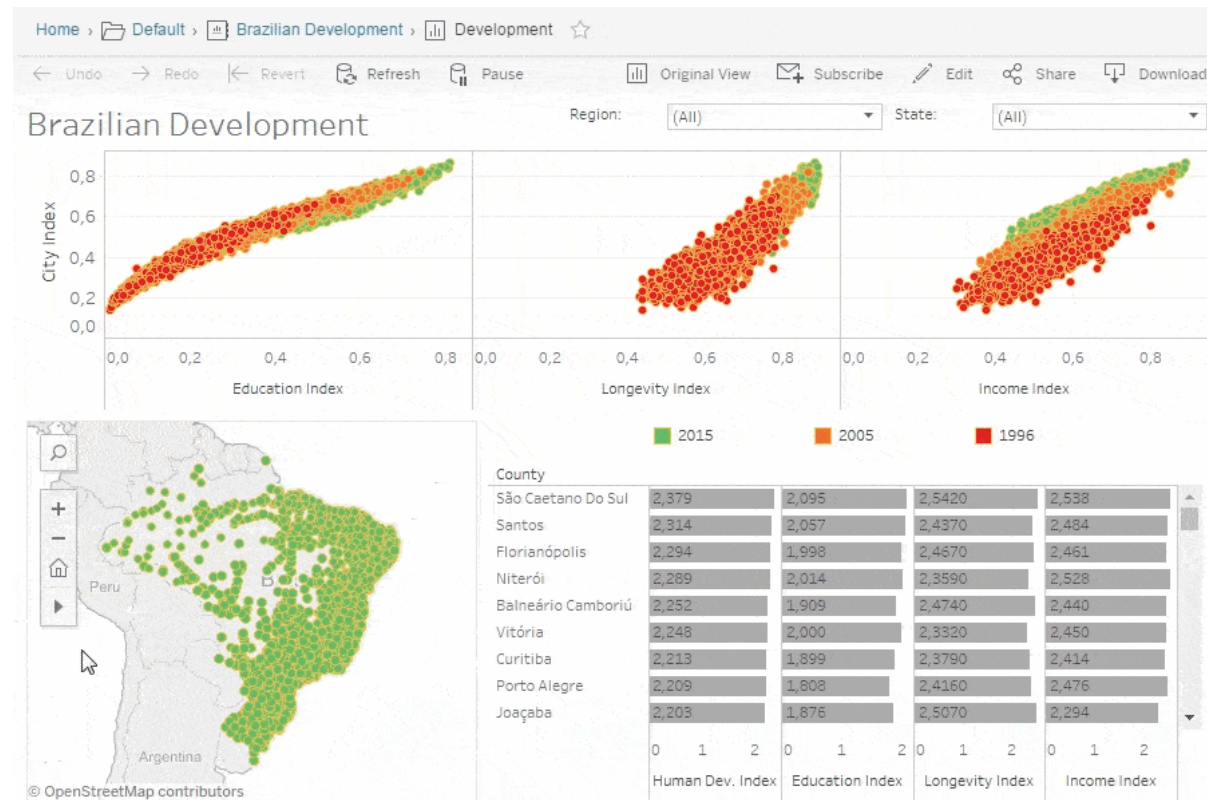 Home › Default › Brazilian Development › Development
Undo Redo Revert Refresh Pause Original View Subscribe Edit Share Download
Brazilian Development
Region: (All) State: (All)
City Index
0,8
0,6
0,4
0,2
0,0
0,0 0,2 0,4 0,6 0,8 0,0 0,2 0,4 0,6 0,8 0,0 0,2 0,4 0,6 0,8
Education Index Longevity Index Income Index
2015 2005 1996
Peru
Argentina
© OpenStreetMap contributors
County
São Caetano Do Sul 2,379 2,095 2,5420 2,538
Santos 2,314 2,057 2,4370 2,484
Florianópolis 2,294 1,998 2,4670 2,461
Niterói 2,289 2,014 2,3590 2,528
Balneário Camboriú 2,252 1,909 2,4740 2,440
Vitória 2,248 2,000 2,3320 2,450
Curitiba 2,213 1,899 2,3790 2,414
Porto Alegre 2,209 1,808 2,4160 2,476
Joaçaba 2,203 1,876 2,5070 2,294
0 1 2 0 1 2 0 1 2 0 1 2
Human Dev. Index Education Index Longevity Index Income Index